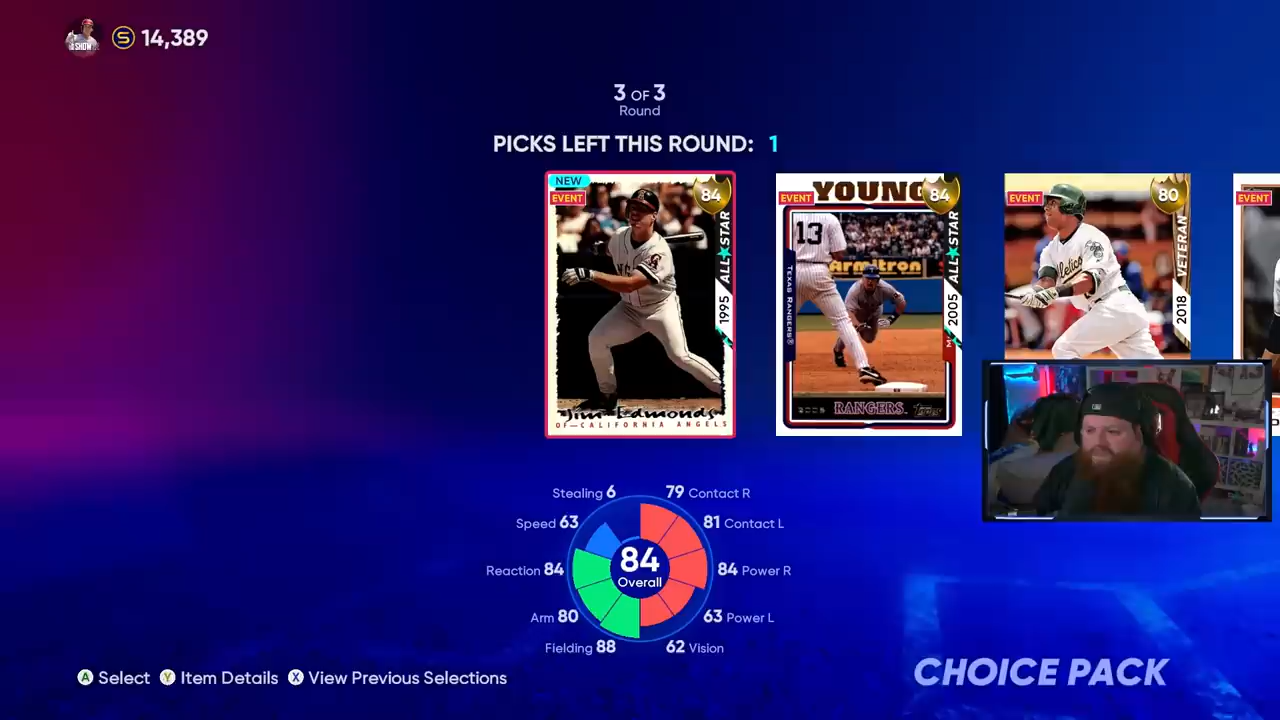 14,389
3 OF 3
Round
PICKS LEFT THIS ROUND: 1
NEW
EVENT
84
ALL★STAR
1995
Jim Edmonds
OF–CALIFORNIA ANGELS
EVENT
YOUNG
84
13
armitron
TEXAS RANGERS®
ALL★STAR
2005
RANGERS
Topps
EVENT
80
Athletics
VETERAN
2018
EVENT
Stealing 6
79 Contact R
Speed 63
81 Contact L
Reaction 84
84 Overall
84 Power R
Arm 80
63 Power L
Fielding 88
62 Vision
A Select Y Item Details X View Previous Selections
CHOICE PACK